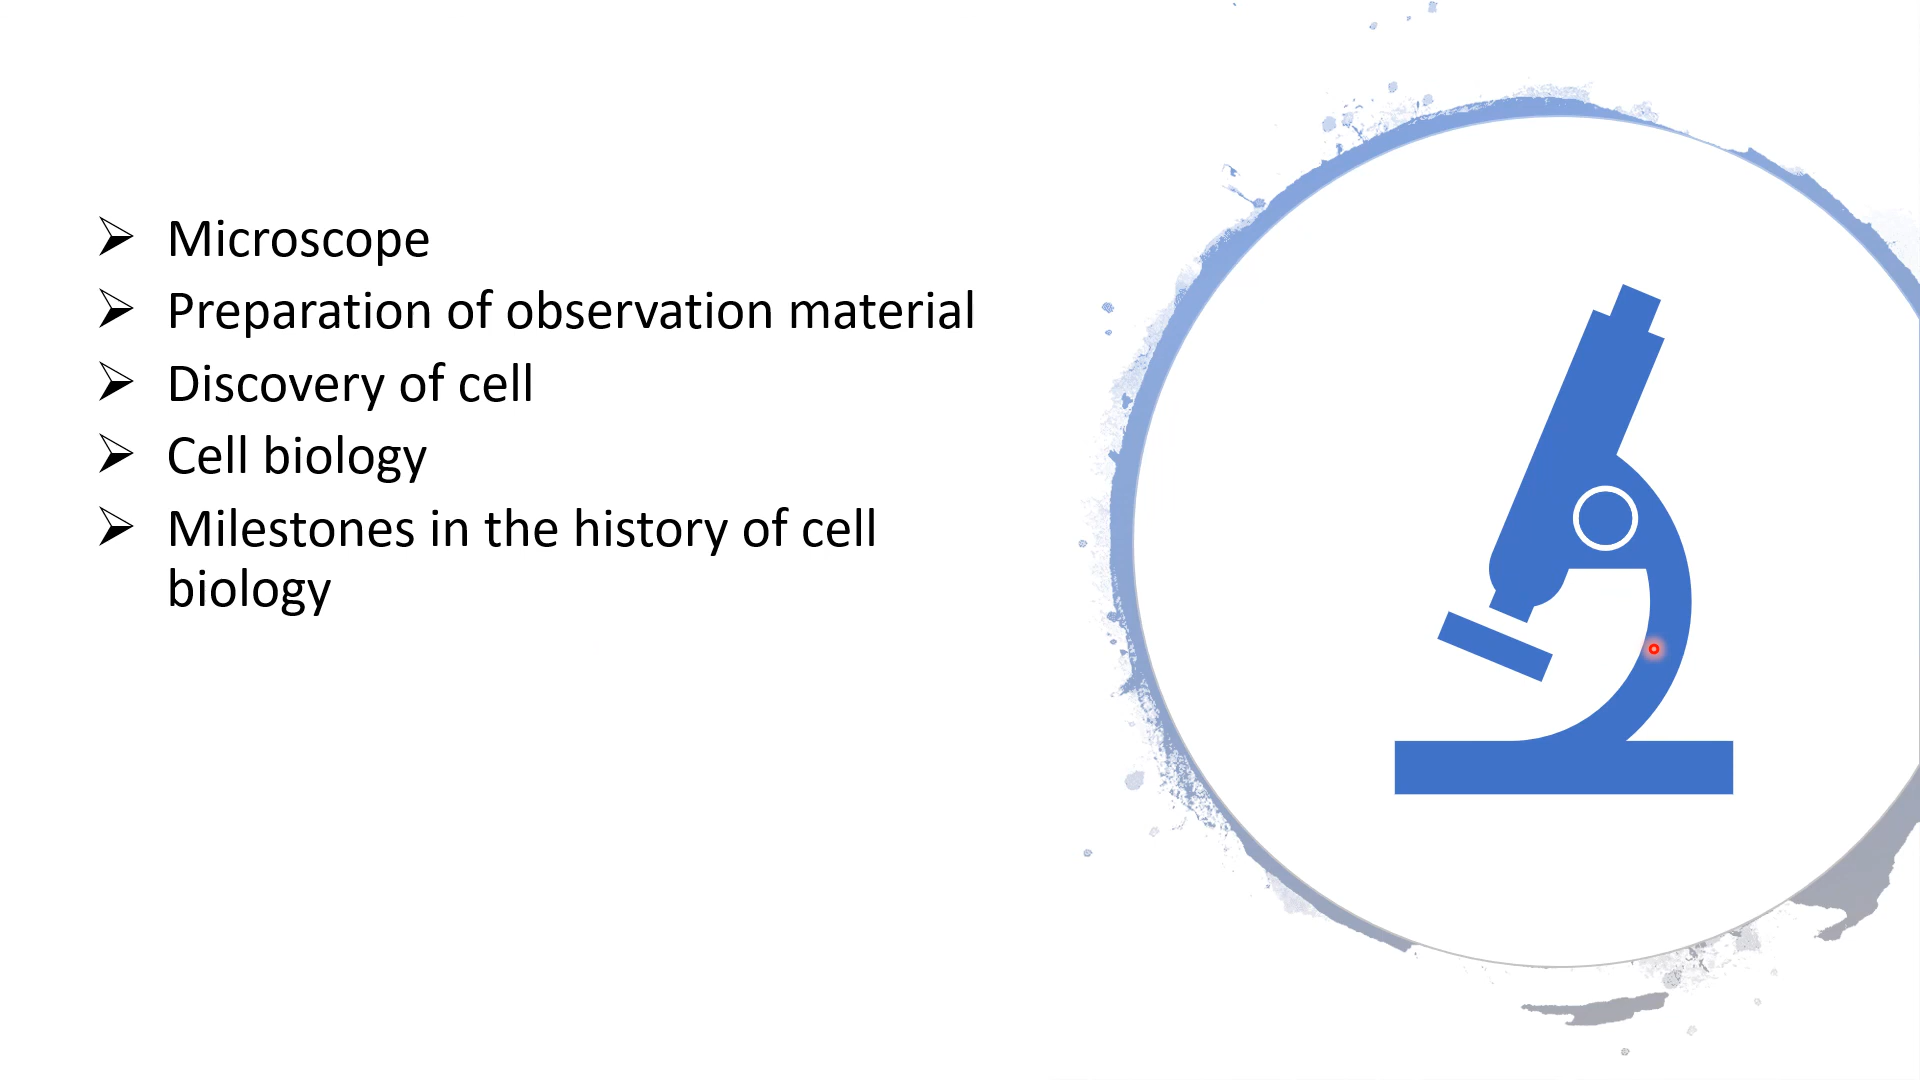 Microscope
Preparation of observation material
Discovery of cell
Cell biology
Milestones in the history of cell
biology